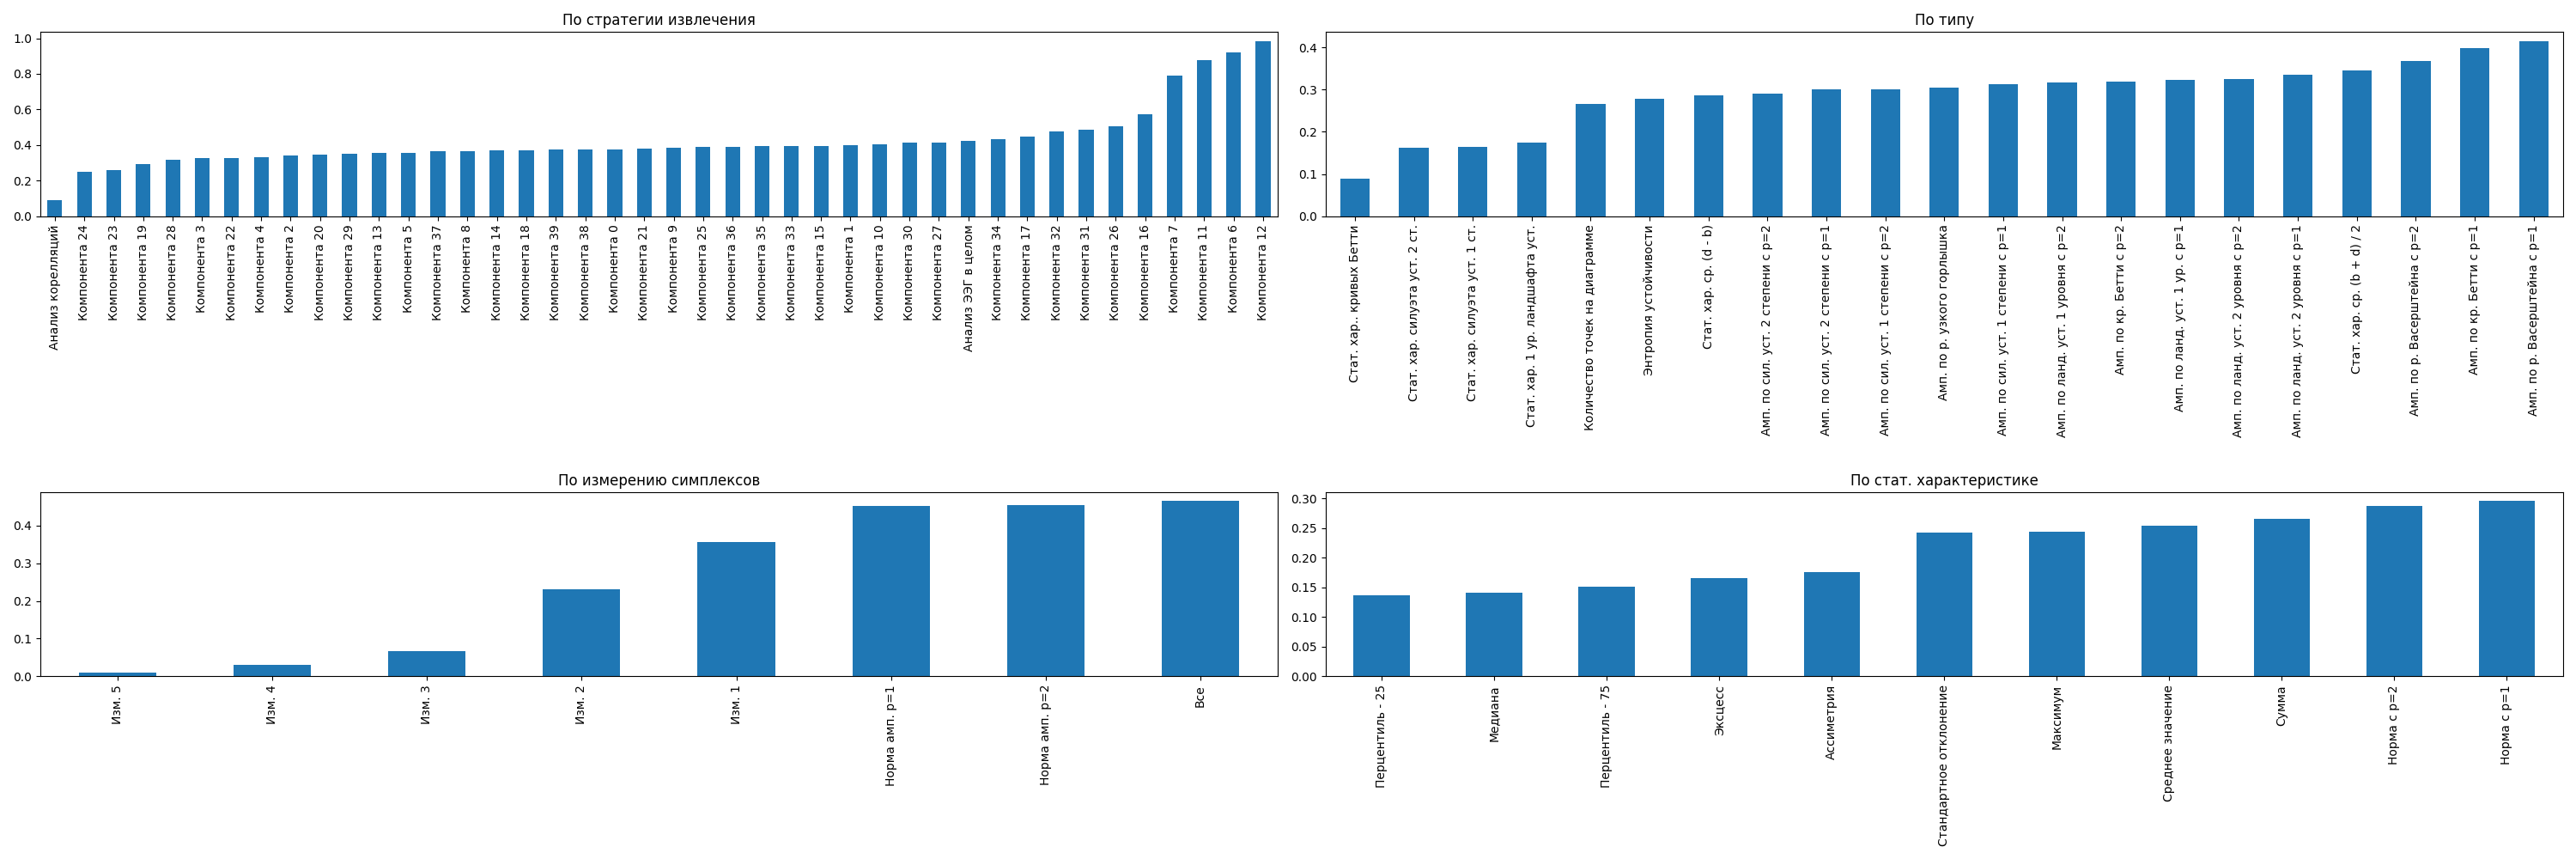 По стратегии извлечения
1.0
0.8
0.6
0.4
0.2
0.0
Анализ корелляций
Компонента 24
Компонента 23
Компонента 19
Компонента 28
Компонента 3
Компонента 22
Компонента 4
Компонента 2
Компонента 20
Компонента 29
Компонента 13
Компонента 5
Компонента 37
Компонента 8
Компонента 14
Компонента 18
Компонента 39
Компонента 38
Компонента 0
Компонента 21
Компонента 9
Компонента 25
Компонента 36
Компонента 35
Компонента 33
Компонента 15
Компонента 1
Компонента 10
Компонента 30
Компонента 27
Анализ ЭЭГ в целом
Компонента 34
Компонента 17
Компонента 32
Компонента 31
Компонента 26
Компонента 16
Компонента 7
Компонента 11
Компонента 6
Компонента 12
По типу
0.4
0.3
0.2
0.1
0.0
Стат. хар.. кривых Бетти
Стат. хар. силуэта уст. 2 ст.
Стат. хар. силуэта уст. 1 ст.
Стат. хар. 1 ур. ландшафта уст.
Количество точек на диаграмме
Энтропия устойчивости
Стат. хар. ср. (d - b)
Амп. по сил. уст. 2 степени с p=2
Амп. по сил. уст. 2 степени с p=1
Амп. по сил. уст. 1 степени с p=2
Амп. по р. узкого горлышка
Амп. по сил. уст. 1 степени с p=1
Амп. по ланд. уст. 1 уровня с p=2
Амп. по кр. Бетти с p=2
Амп. по ланд. уст. 1 ур. с p=1
Амп. по ланд. уст. 2 уровня с p=2
Амп. по ланд. уст. 2 уровня с p=1
Стат. хар. ср. (b + d) / 2
Амп. по р. Васерштейна с p=2
Амп. по кр. Бетти с p=1
Амп. по р. Васерштейна с p=1
По измерению симплексов
0.4
0.3
0.2
0.1
0.0
Изм. 5
Изм. 4
Изм. 3
Изм. 2
Изм. 1
Норма амп. p=1
Норма амп. p=2
Все
По стат. характеристике
0.30
0.25
0.20
0.15
0.10
0.05
0.00
Перцентиль - 25
Медиана
Перцентиль - 75
Эксцесс
Ассиметрия
Стандартное отклонение
Максимум
Среднее значение
Сумма
Норма с p=2
Норма с p=1